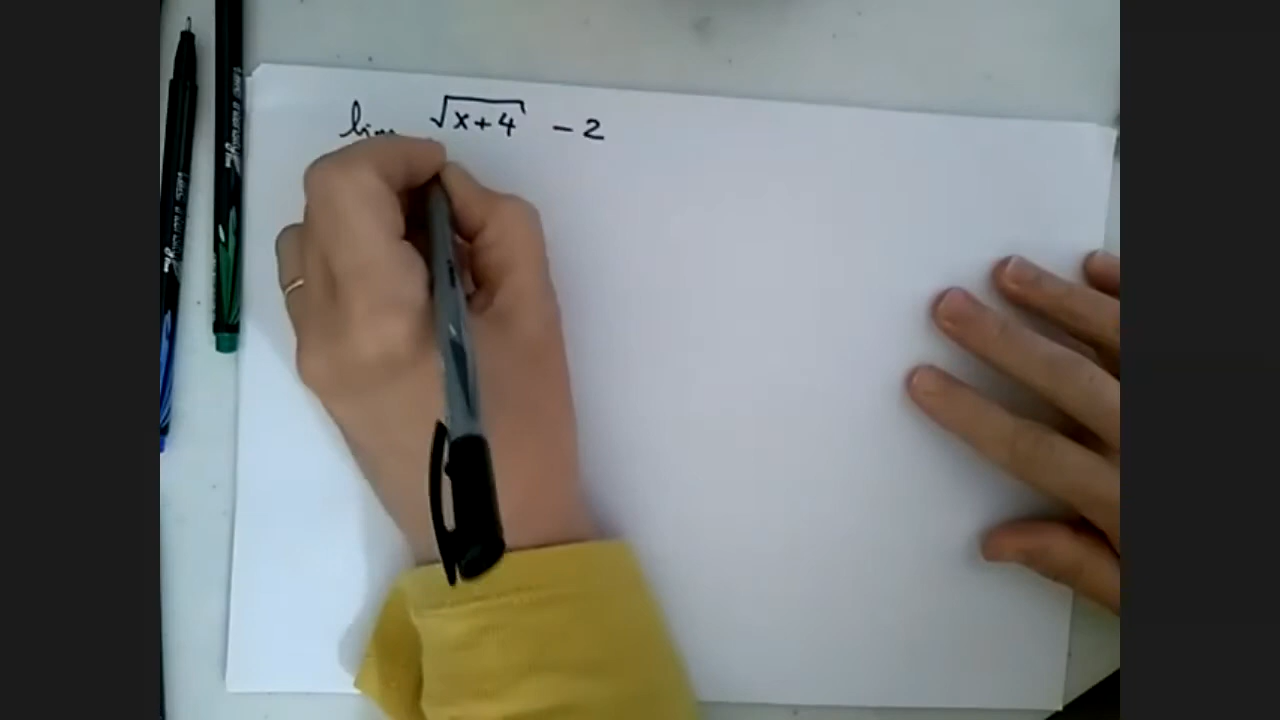 lim √(x+4) - 2